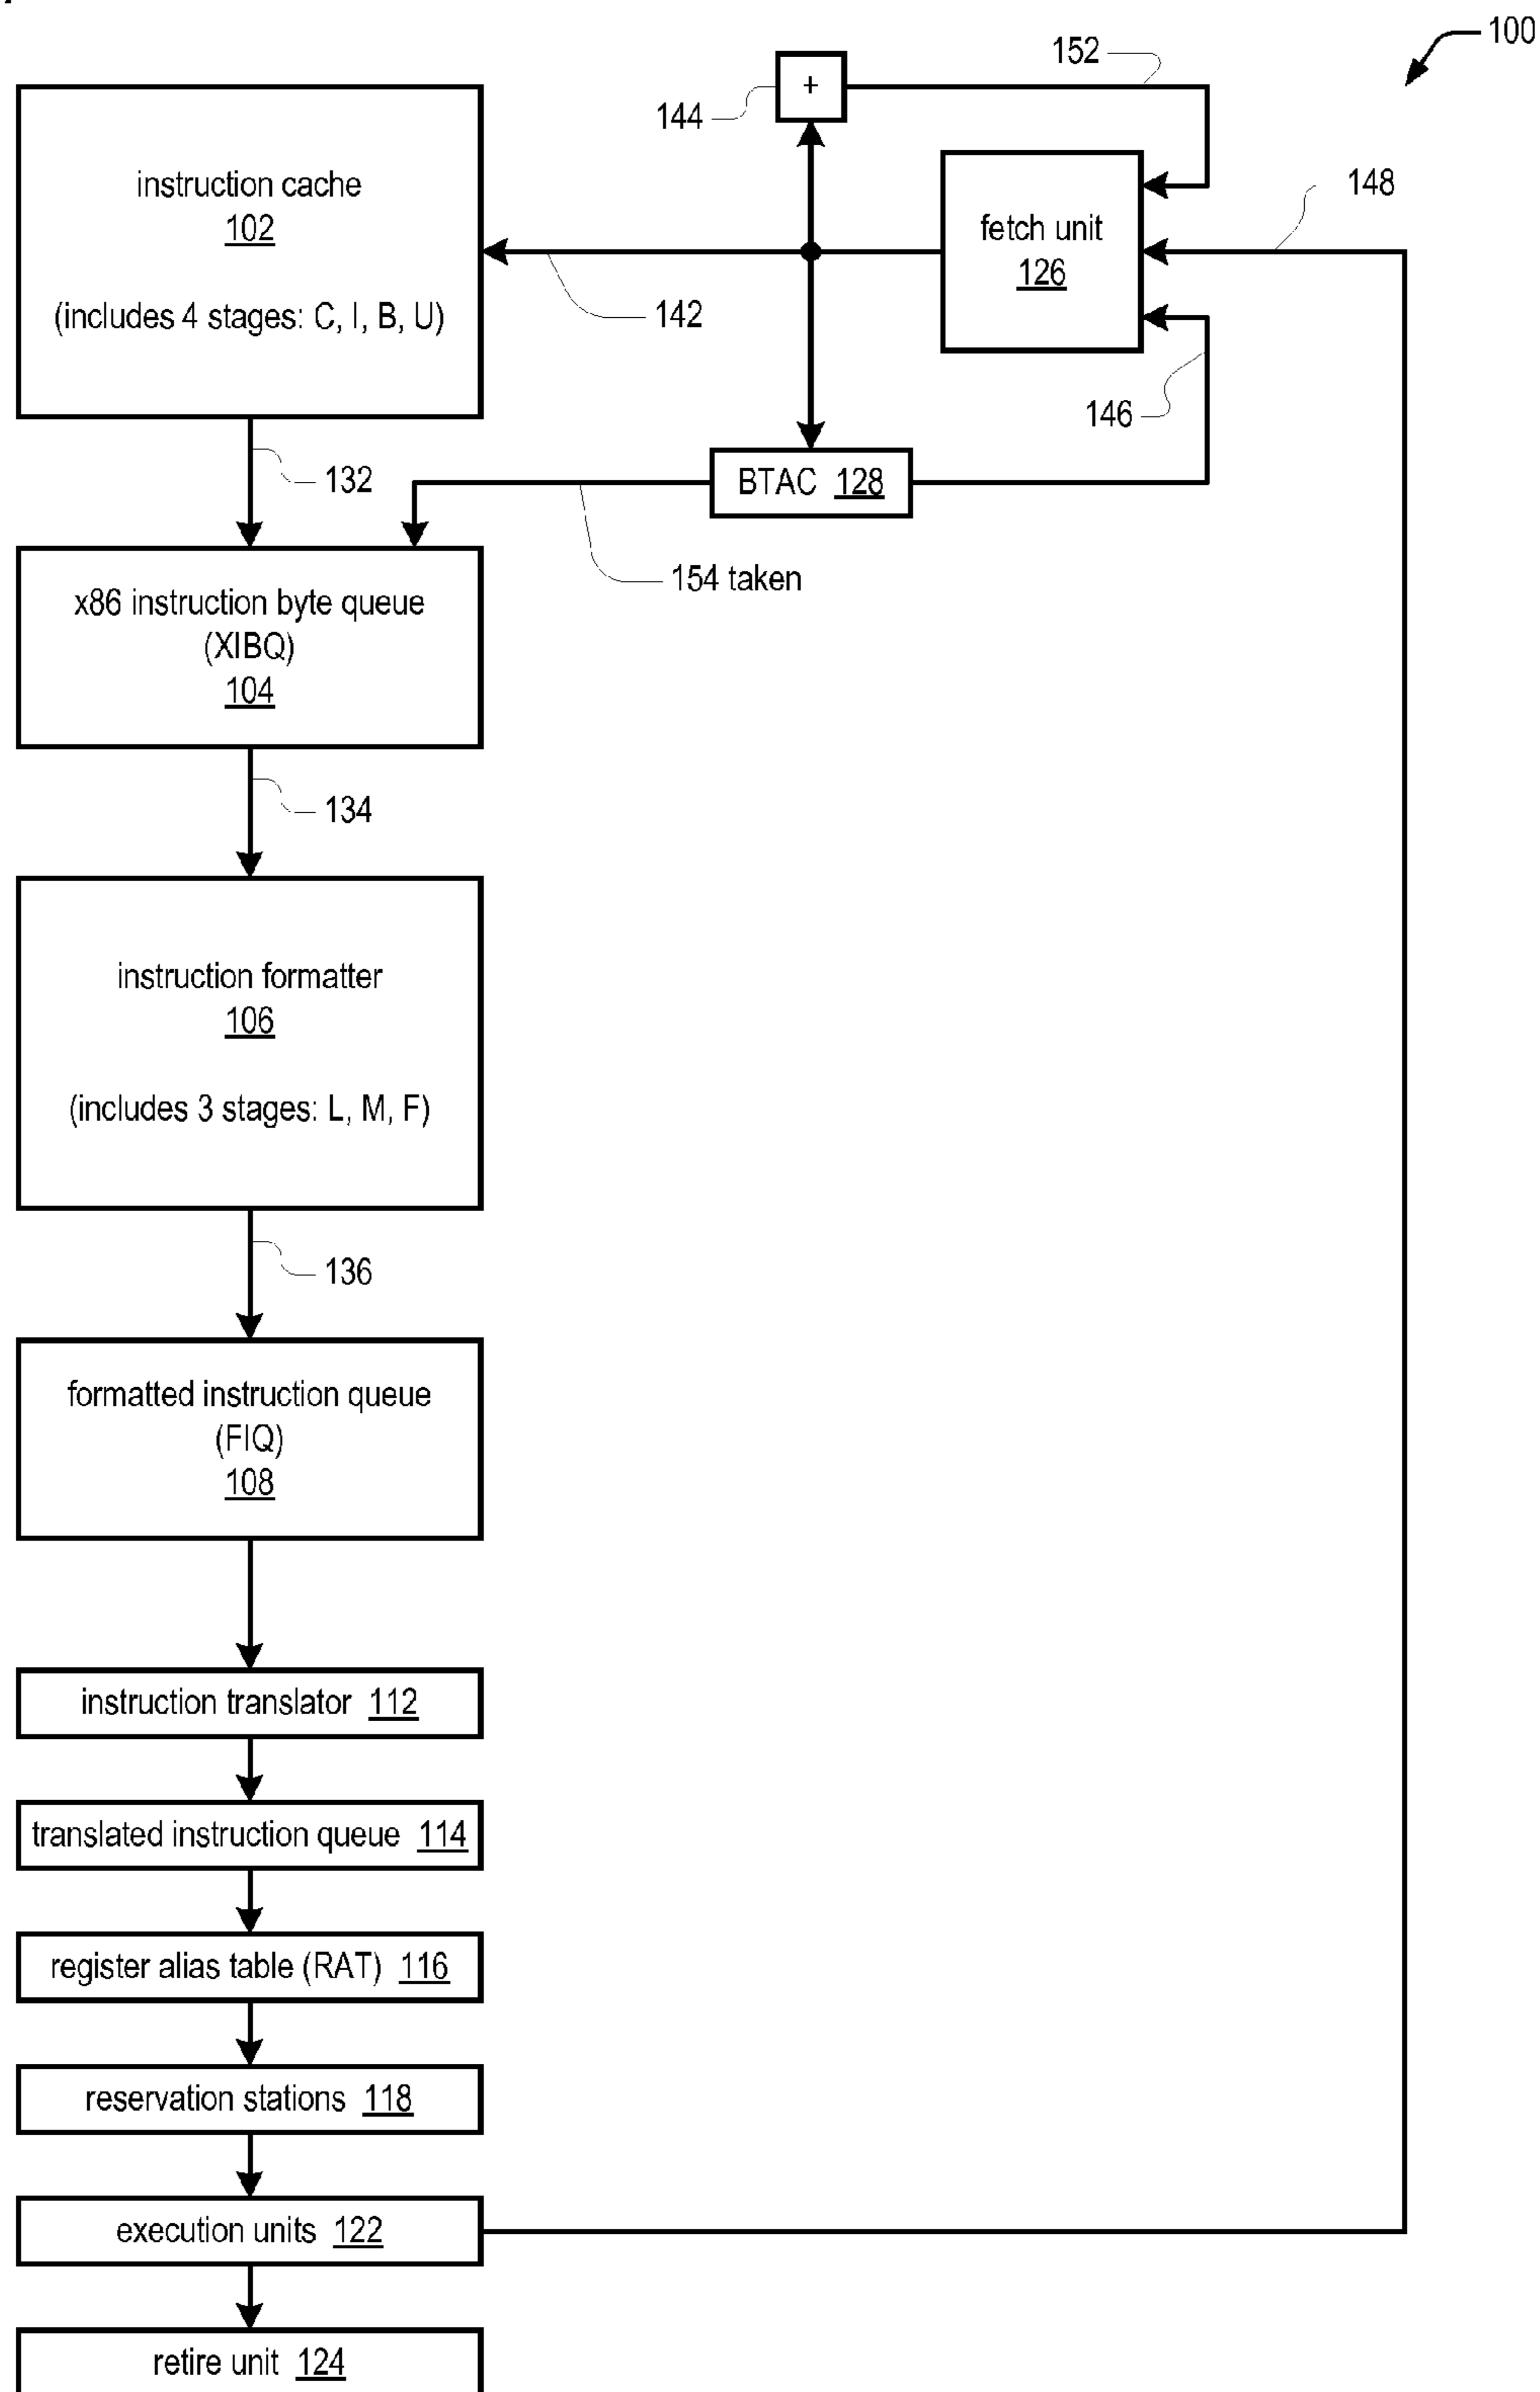 100
152
+
144
instruction cache
102
(includes 4 stages: C, I, B, U)
fetch unit
126
148
142
146
132
BTAC 128
154 taken
x86 instruction byte queue
(XIBQ)
104
134
instruction formatter
106
(includes 3 stages: L, M, F)
136
formatted instruction queue
(FIQ)
108
instruction translator 112
translated instruction queue 114
register alias table (RAT) 116
reservation stations 118
execution units 122
retire unit 124